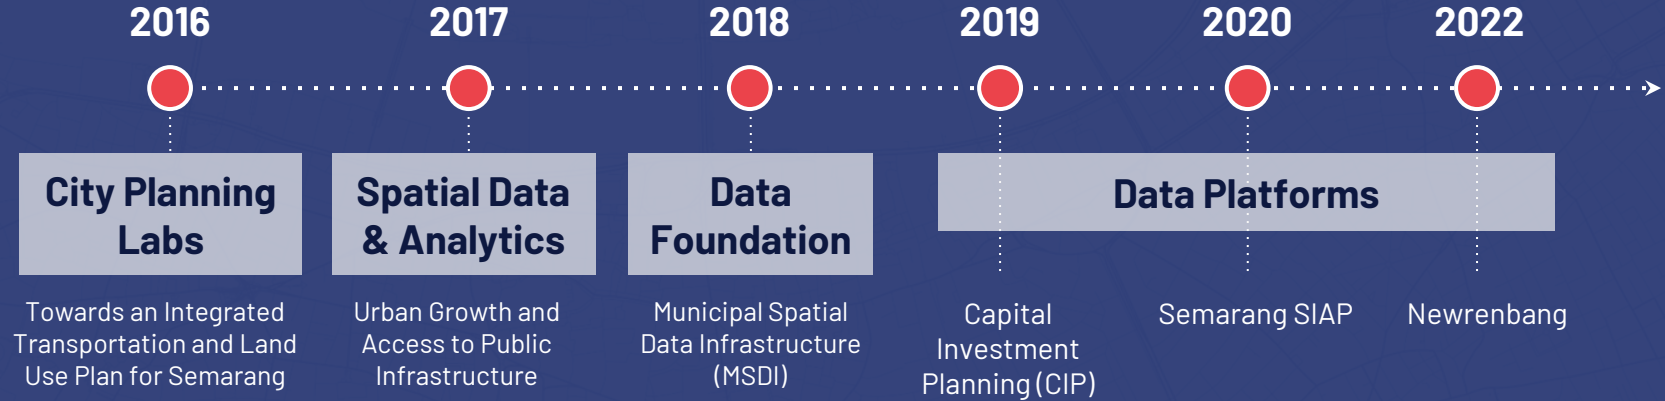 2016
2017
2018
2019
2020
2022
City Planning
Labs
Spatial Data
& Analytics
Data
Foundation
Data Platforms
Towards an Integrated
Transportation and Land
Use Plan for Semarang
Urban Growth and
Access to Public
Infrastructure
Municipal Spatial
Data Infrastructure
(MSDI)
Capital
Investment
Planning (CIP)
Semarang SIAP
Newrenbang